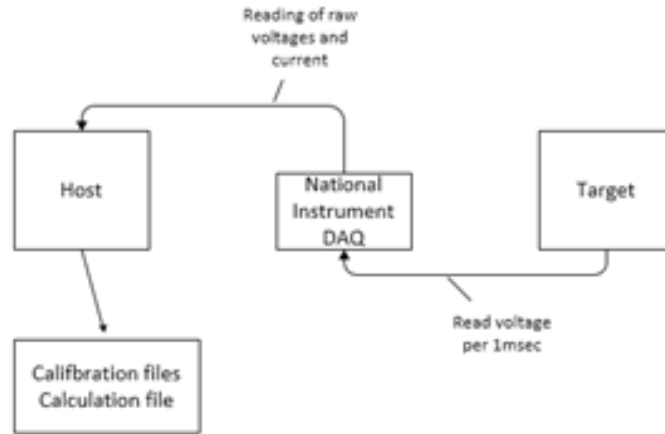 Reading of raw
voltages and
current
Host
National
Instrument
DAQ
Target
Read voltage
per 1msec
Califbration files
Calculation file